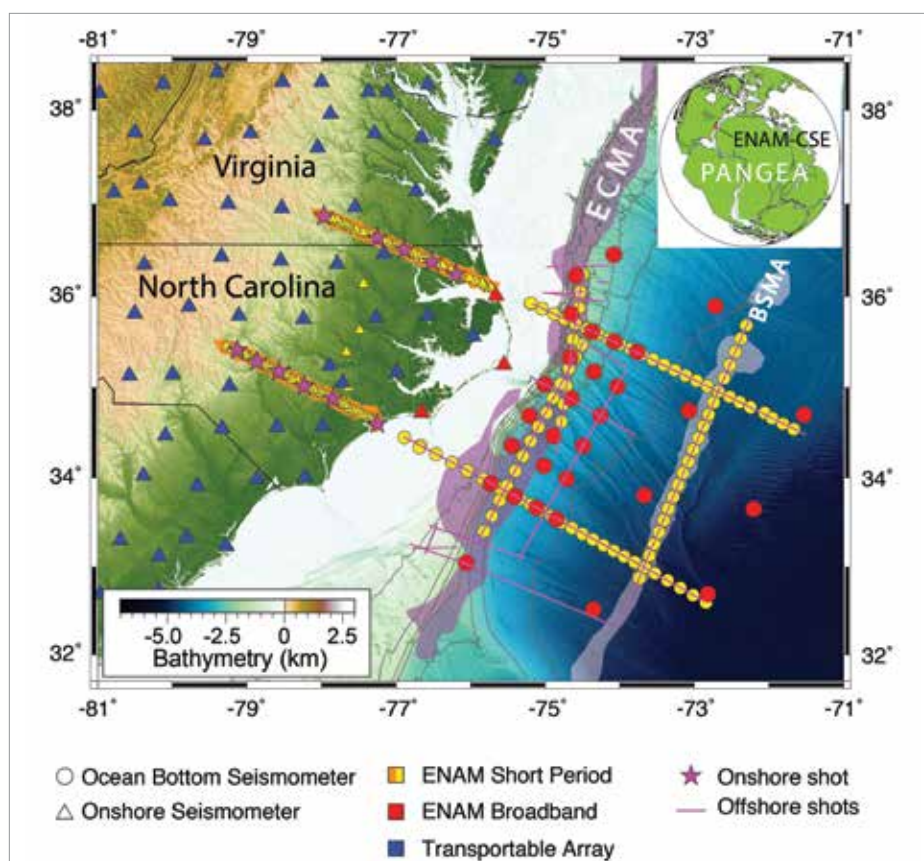 -81 -79 -77 -75 -73 -71
38 38
ENAM-CSE
PANGEA
Virginia
ECMA
36 36
North Carolina
BSMA
34 34
-5.0 -2.5 0 2.5
Bathymetry (km)
32 32
-81 -79 -77 -75 -73 -71
Ocean Bottom Seismometer ENAM Short Period Onshore shot
Onshore Seismometer ENAM Broadband Offshore shots
Transportable Array